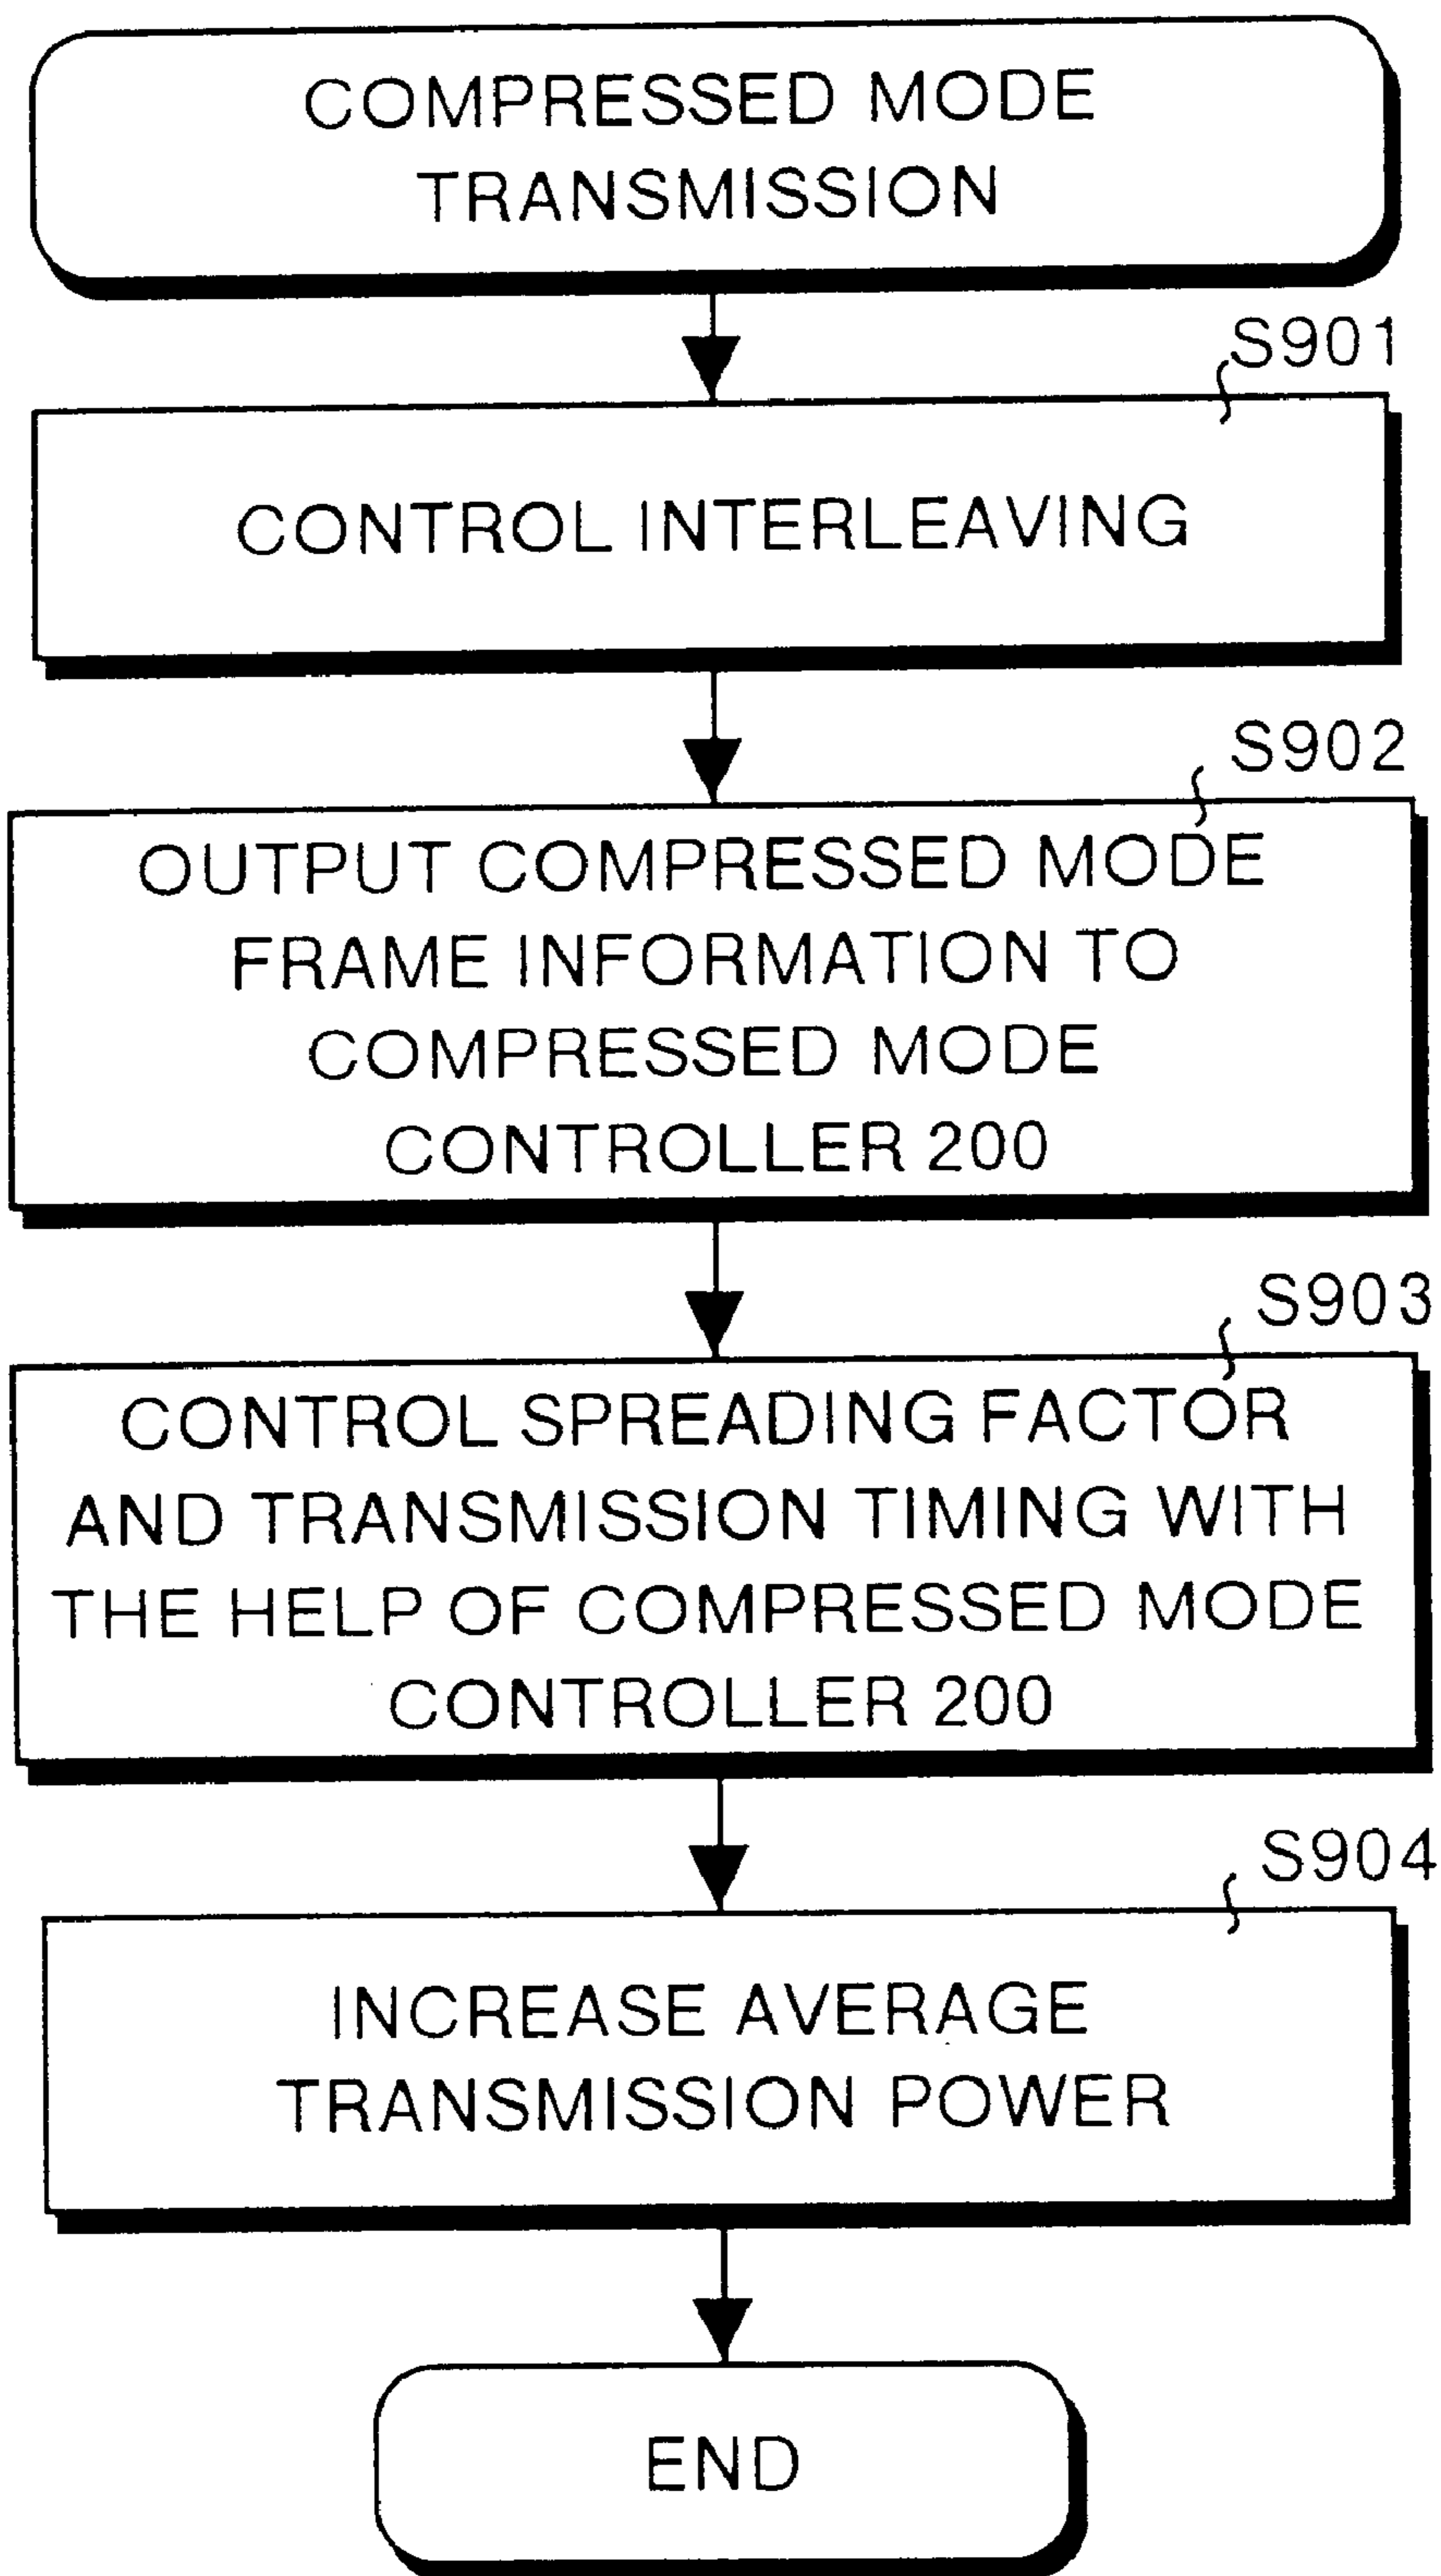 COMPRESSED MODE
TRANSMISSION
S901
CONTROL INTERLEAVING
S902
OUTPUT COMPRESSED MODE
FRAME INFORMATION TO
COMPRESSED MODE
CONTROLLER 200
S903
CONTROL SPREADING FACTOR
AND TRANSMISSION TIMING WITH
THE HELP OF COMPRESSED MODE
CONTROLLER 200
S904
INCREASE AVERAGE
TRANSMISSION POWER
END